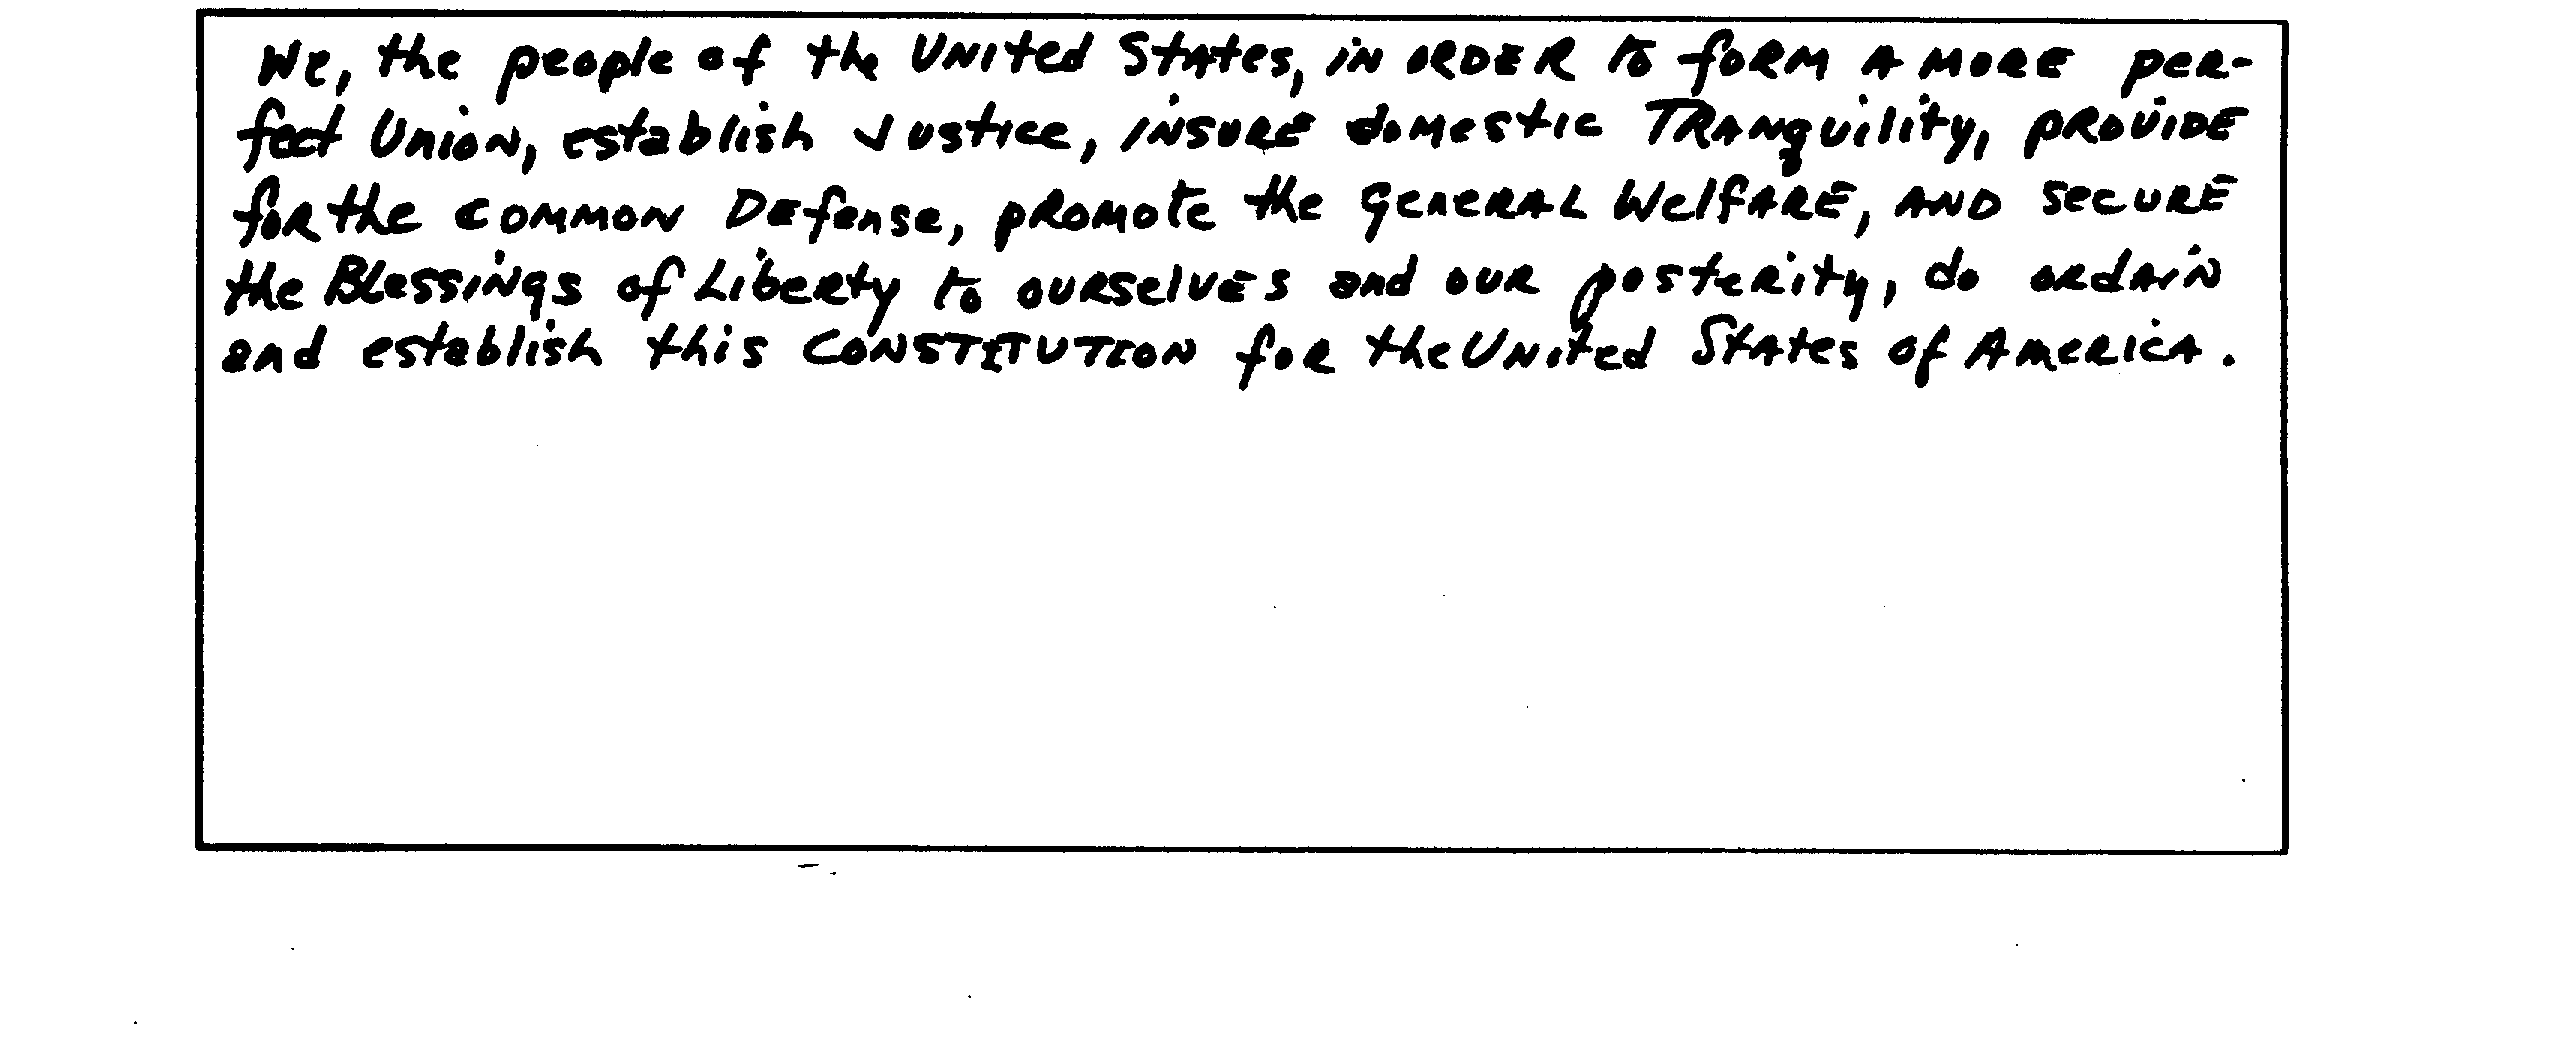 We, the people of the United States, in ORDER to form A MORE per-
fect Union, establish Justice, insure domestic TRANquility, PROVIDE
for the common Defense, promote the general Welfare, AND secure
the Blessings of Liberty to ourselves and our posterity, do ordain
and establish this CONSTITUTION for the United States of America.